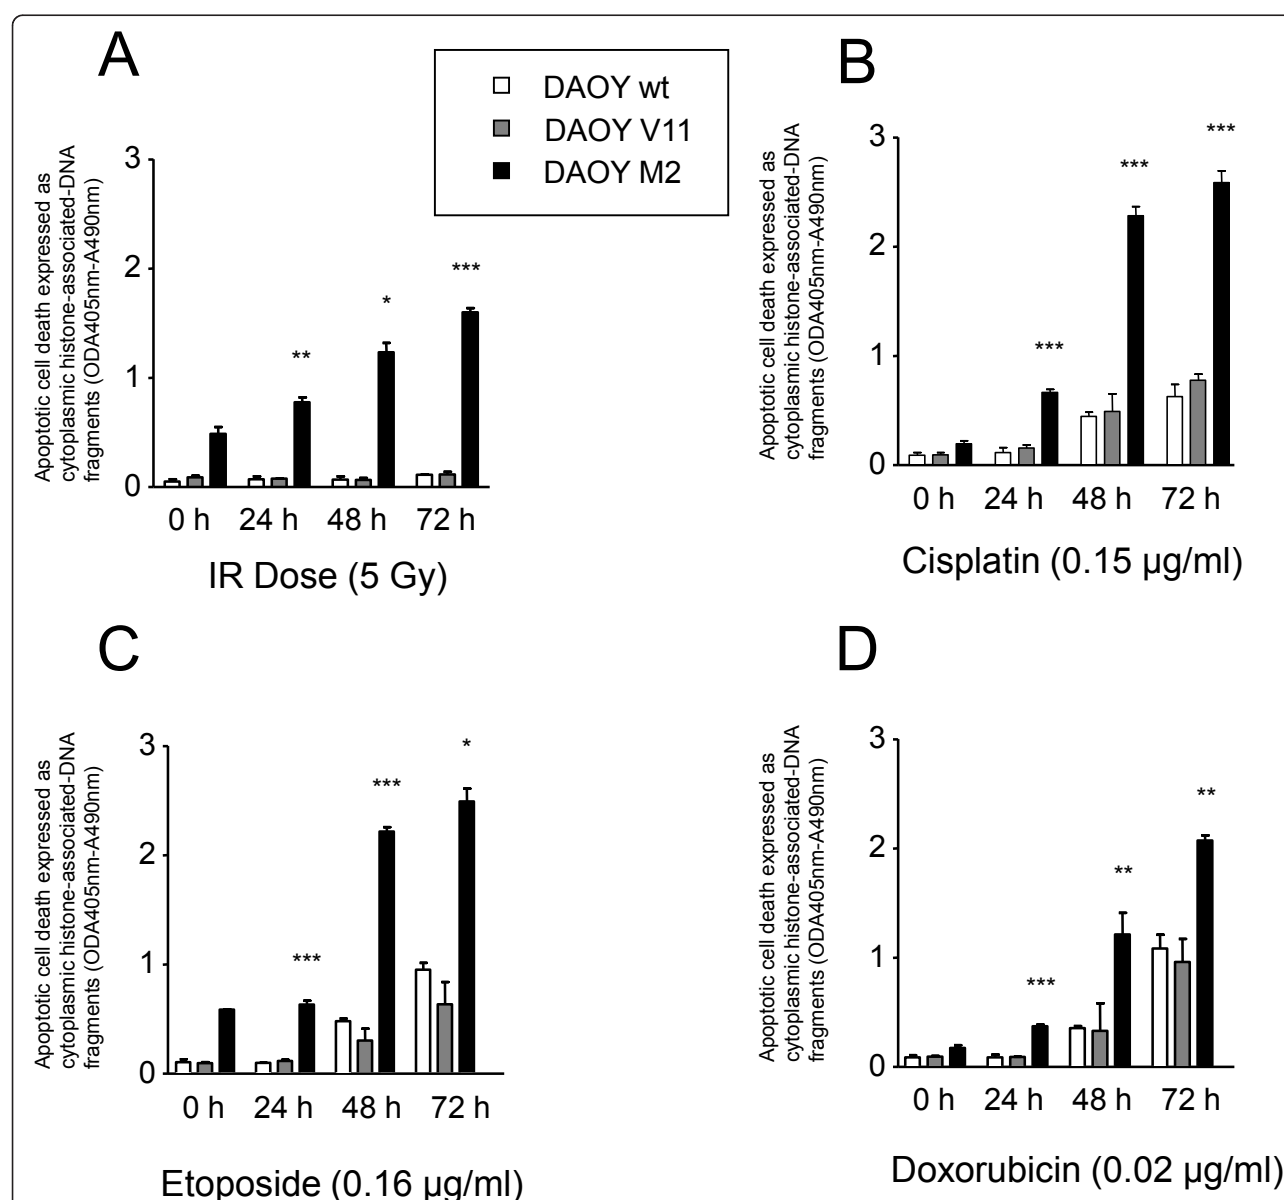 A
DAOY wt
DAOY V11
DAOY M2
Apoptotic cell death expressed as
cytoplasmic histone-associated-DNA
fragments (ODA405nm-A490nm)
3
2
1
0
**
*
***
0 h 24 h 48 h 72 h
IR Dose (5 Gy)
B
Apoptotic cell death expressed as
cytoplasmic histone-associated-DNA
fragments (ODA405nm-A490nm)
3
2
1
0
***
***
***
0 h 24 h 48 h 72 h
Cisplatin (0.15 µg/ml)
C
Apoptotic cell death expressed as
cytoplasmic histone-associated-DNA
fragments (ODA405nm-A490nm)
3
2
1
0
***
***
*
0 h 24 h 48 h 72 h
Etoposide (0.16 µg/ml)
D
Apoptotic cell death expressed as
cytoplasmic histone-associated-DNA
fragments (ODA405nm-A490nm)
3
2
1
0
***
**
**
0 h 24 h 48 h 72 h
Doxorubicin (0.02 µg/ml)